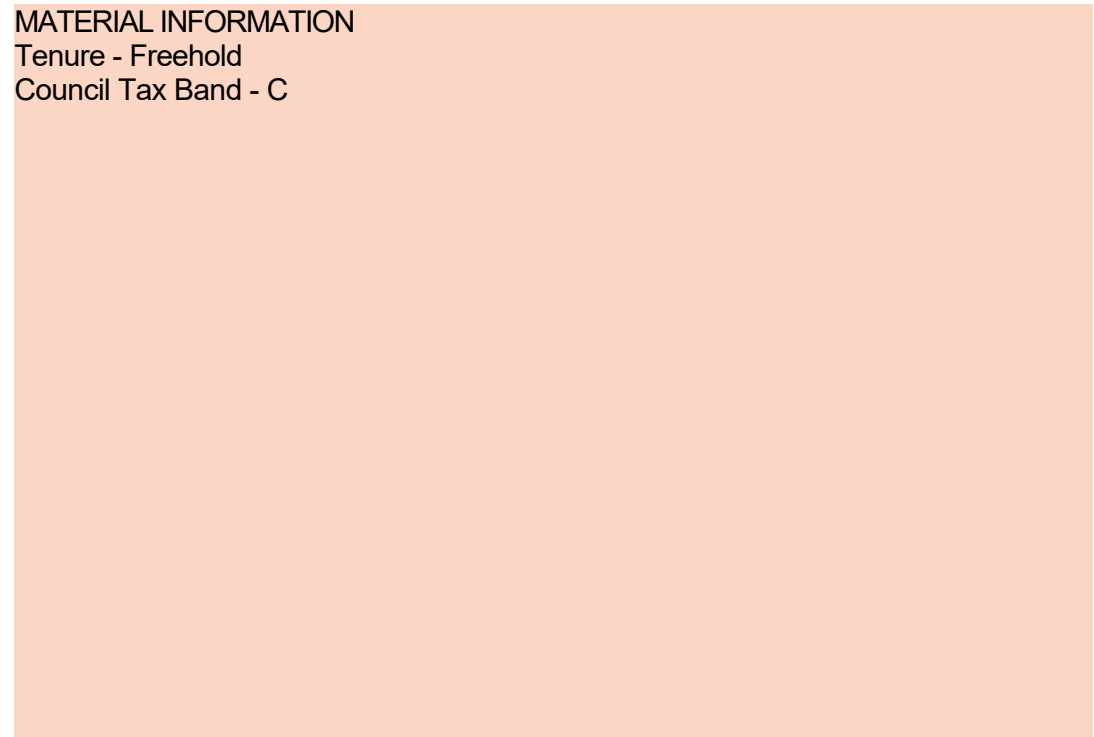 MATERIAL INFORMATION
Tenure - Freehold
Council Tax Band - C